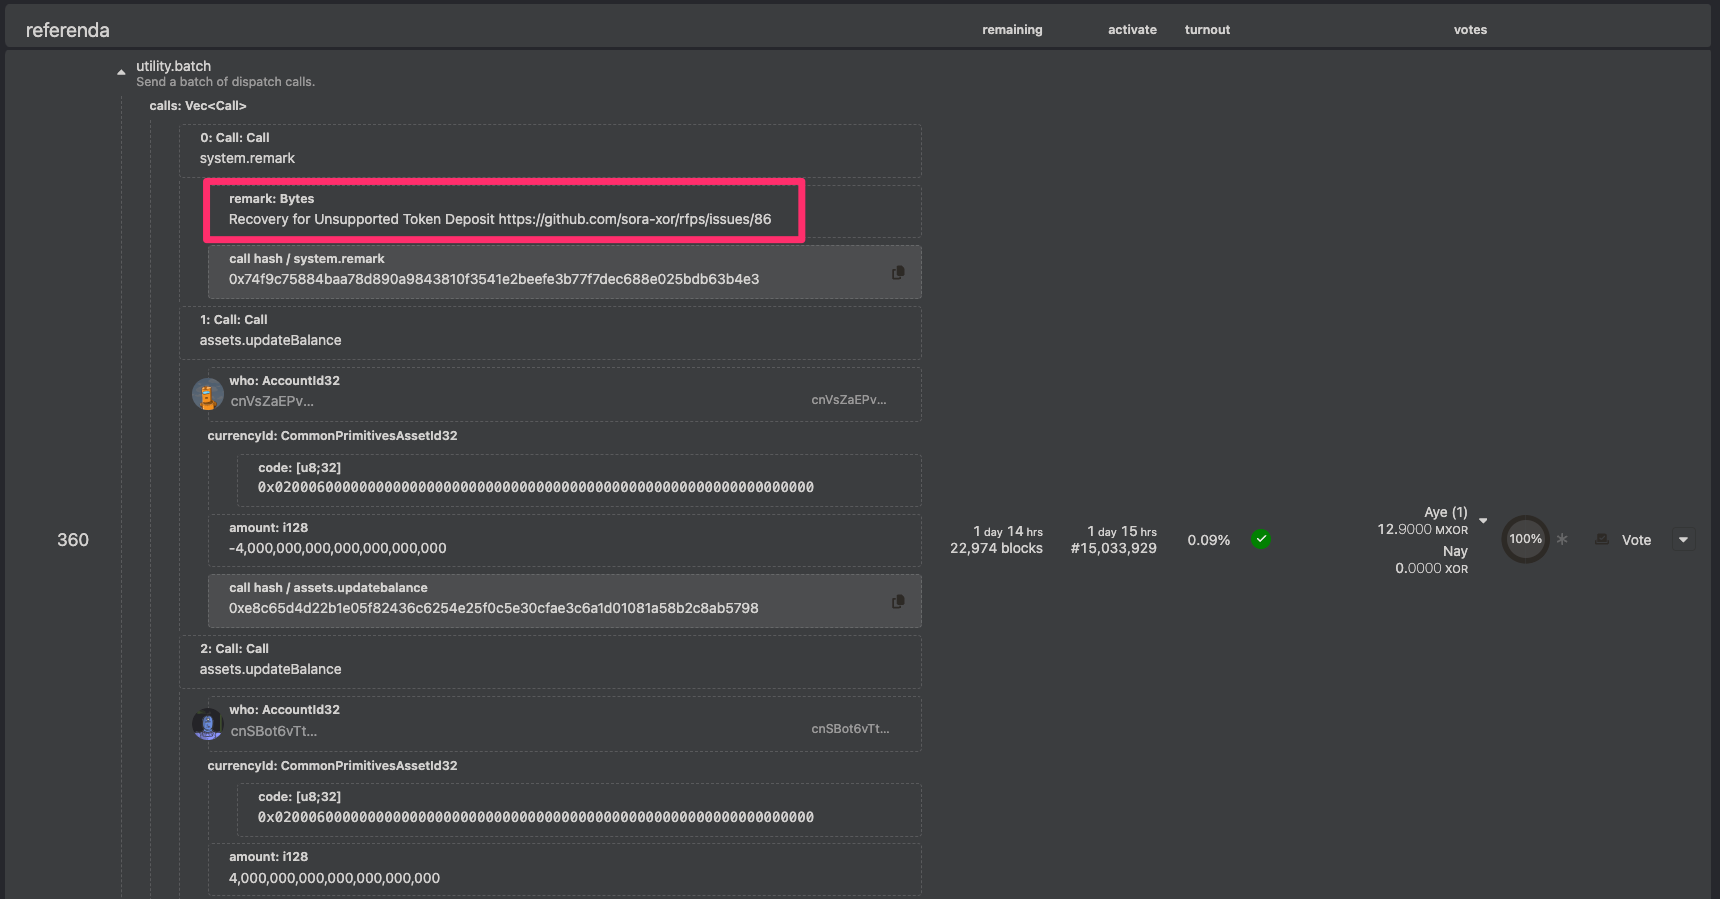 referenda
remaining
activate
turnout
votes
utility.batch
Send a batch of dispatch calls.
calls: Vec<Call>
0: Call: Call
system.remark
remark: Bytes
Recovery for Unsupported Token Deposit https://github.com/sora-xor/rfps/issues/86
call hash / system.remark
0x74f9c75884baa78d890a9843810f3541e2beefe3b77f7dec688e025bdb63b4e3
1: Call: Call
assets.updateBalance
who: AccountId32
cnVsZaEPv...
cnVsZaEPv...
currencyId: CommonPrimitivesAssetId32
code: [u8;32]
0x0200060000000000000000000000000000000000000000000000000000000000
amount: i128
-4,000,000,000,000,000,000,000
call hash / assets.updatebalance
0xe8c65d4d22b1e05f82436c6254e25f0c5e30cfae3c6a1d01081a58b2c8ab5798
2: Call: Call
assets.updateBalance
who: AccountId32
cnSBot6vTt...
cnSBot6vTt...
currencyId: CommonPrimitivesAssetId32
code: [u8;32]
0x0200060000000000000000000000000000000000000000000000000000000000
amount: i128
4,000,000,000,000,000,000,000
360
1 day 14 hrs
22,974 blocks
1 day 15 hrs
#15,033,929
0.09%
Aye (1)
12.9000 MXOR
Nay
0.0000 XOR
100%
Vote